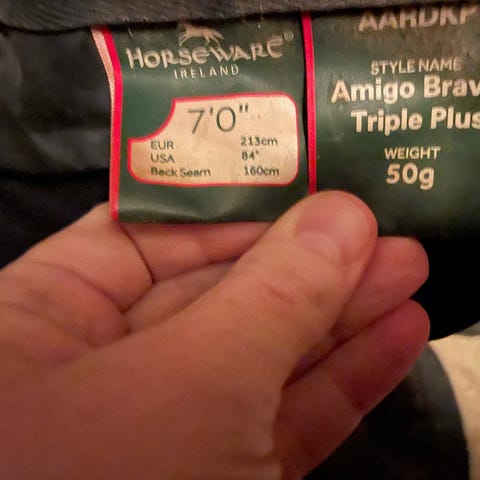 HORSEWARE®
IRELAND
7'0"
EUR 213cm
USA 84"
Back Seam 160cm
AARDKP
STYLE NAME
Amigo Brav
Triple Plus
WEIGHT
50g